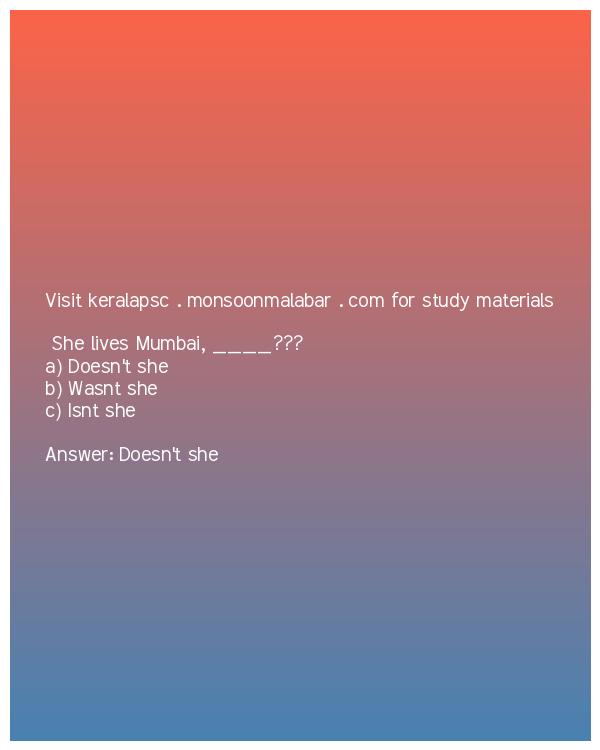 Visit keralapsc . monsoonmalabar . com for study materials
She lives Mumbai, ____???
a) Doesn't she
b) Wasnt she
c) Isnt she
Answer: Doesn't she